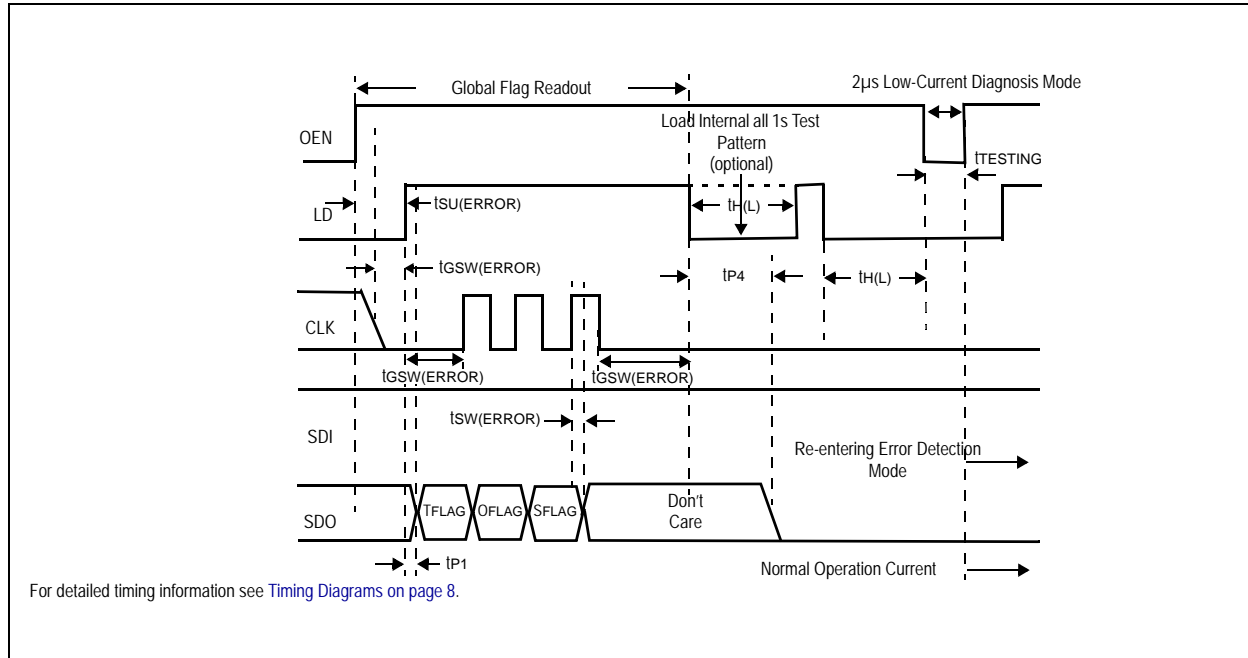 Global Flag Readout
2µs Low-Current Diagnosis Mode
OEN
Load Internal all 1s Test
Pattern
(optional)
tTESTING
LD
tSU(ERROR)
tH(L)
tGSW(ERROR)
tP4
tH(L)
CLK
tGSW(ERROR)
tGSW(ERROR)
tSW(ERROR)
SDI
Re-entering Error Detection
Mode
SDO
TFLAG
OFLAG
SFLAG
Don't
Care
tP1
Normal Operation Current
For detailed timing information see Timing Diagrams on page 8.